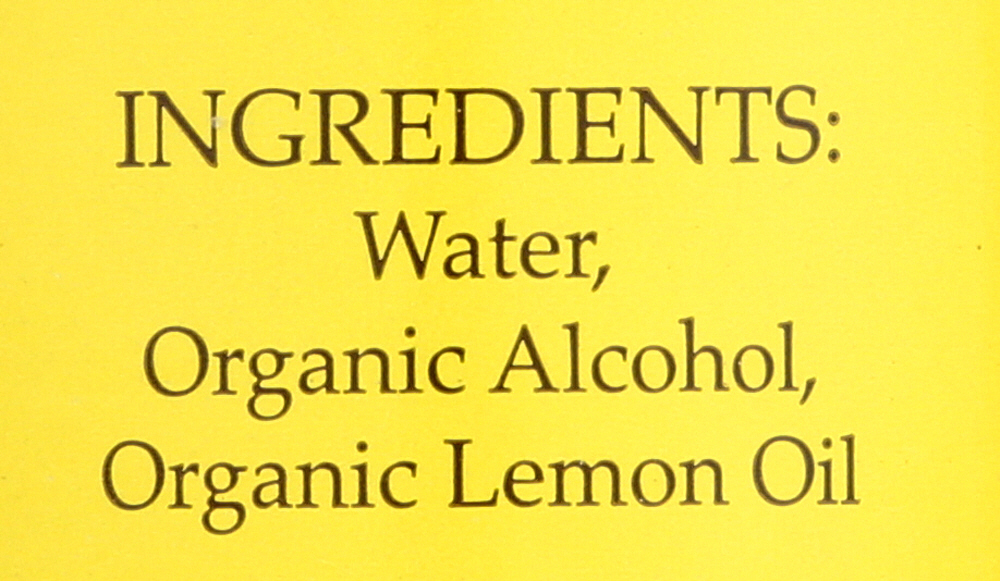 INGREDIENTS:
Water,
Organic Alcohol,
Organic Lemon Oil